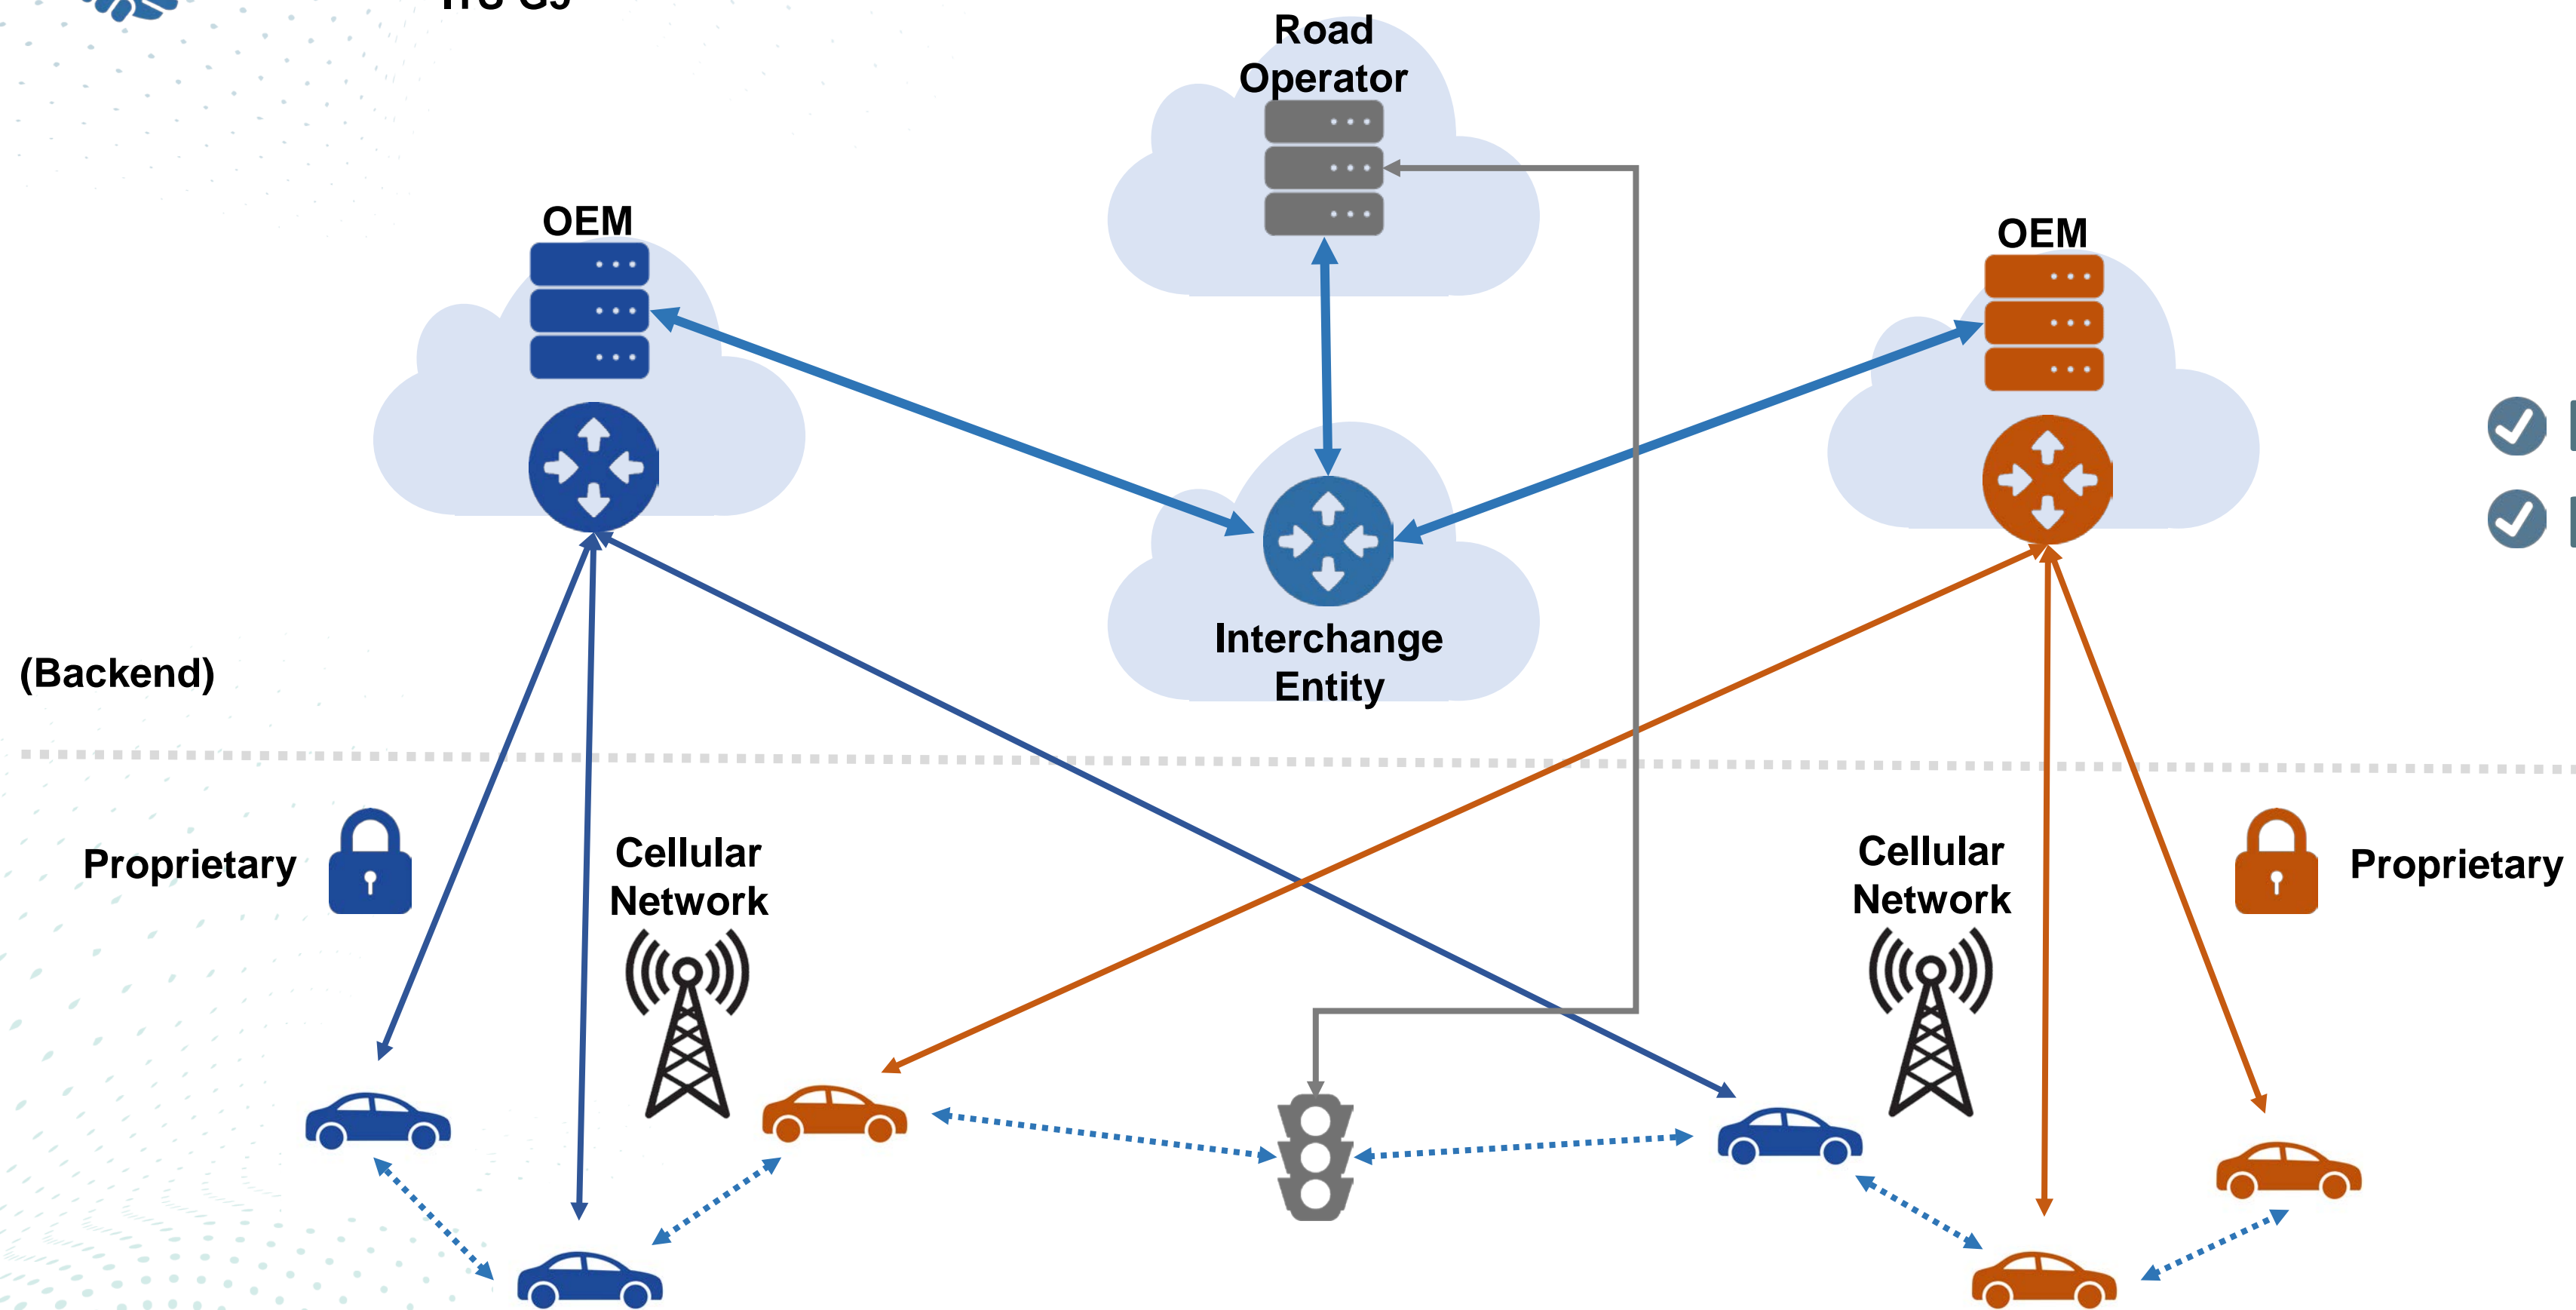 Road
Operator
OEM
OEM
Interchange
Entity
(Backend)
Proprietary
Cellular
Network
Cellular
Network
Proprietary